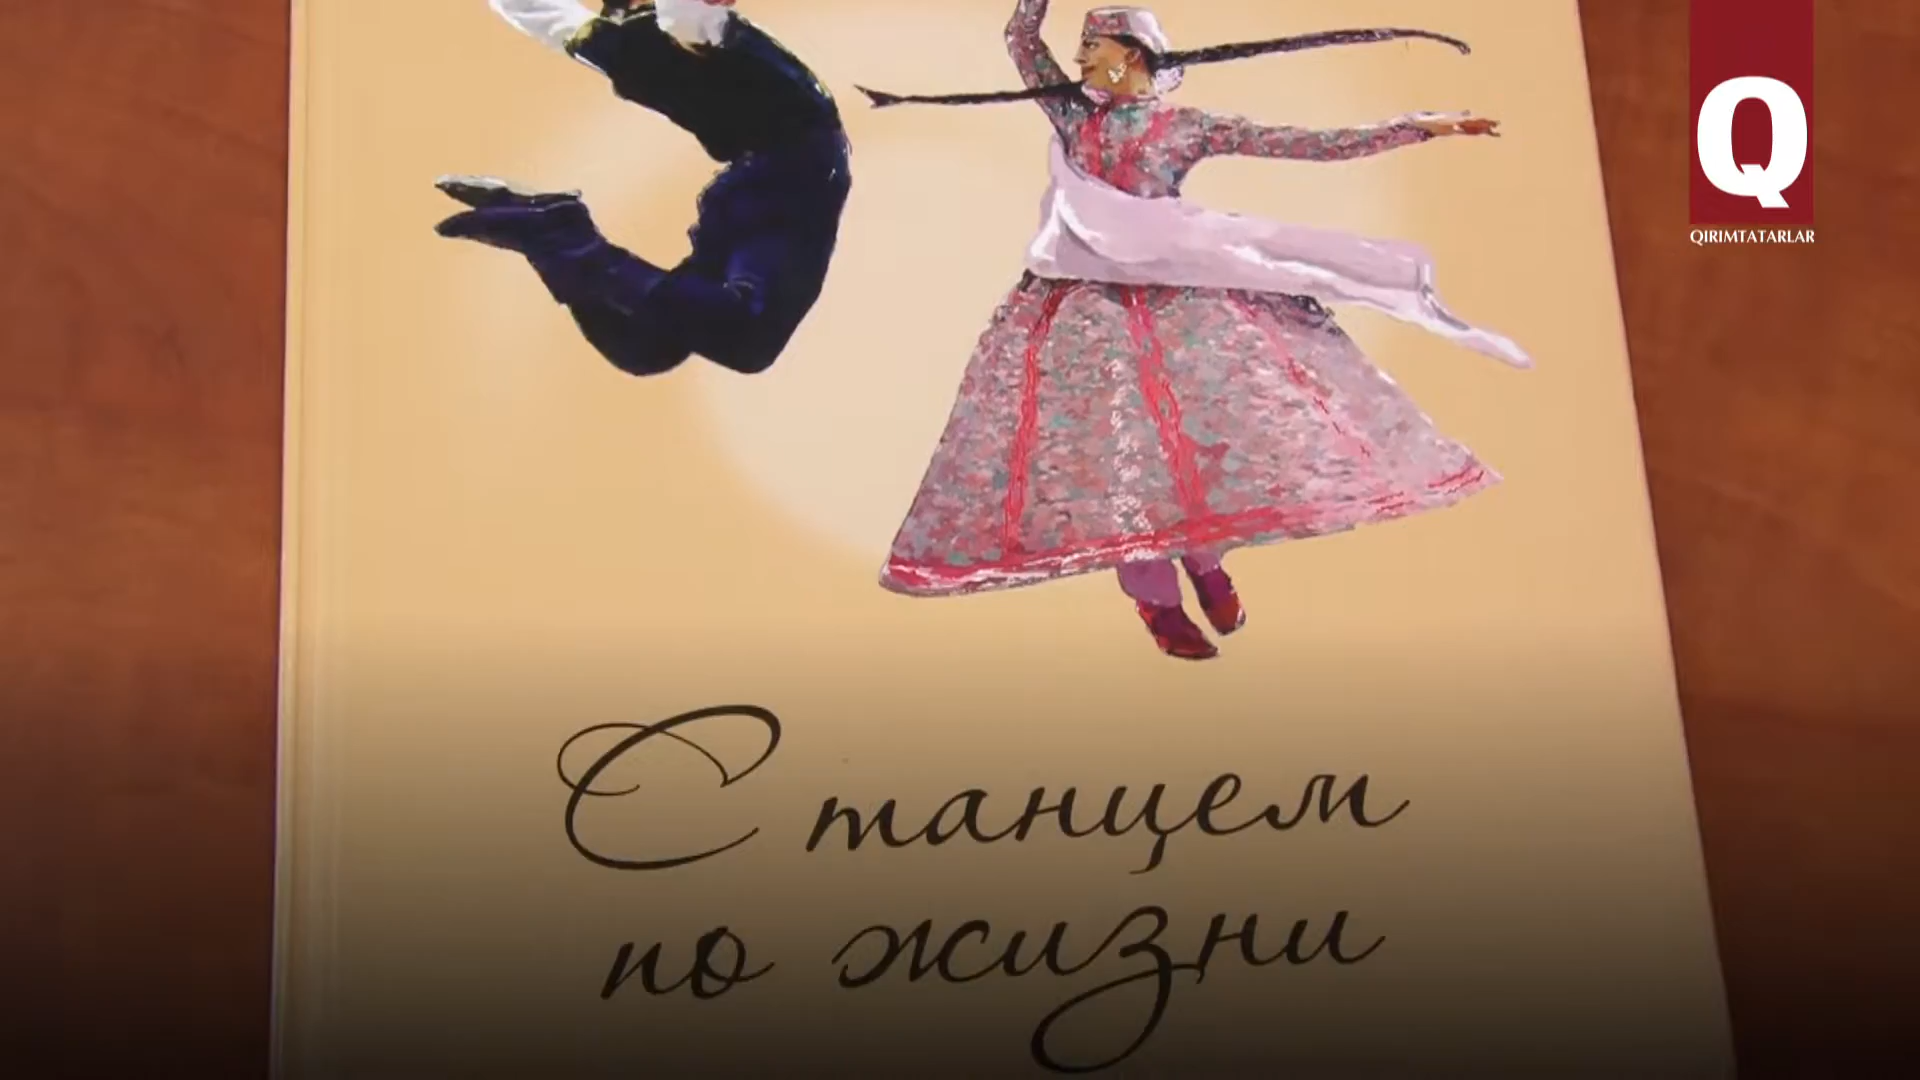 Q
QIRIMTATARLAR
С танцем
по жизни